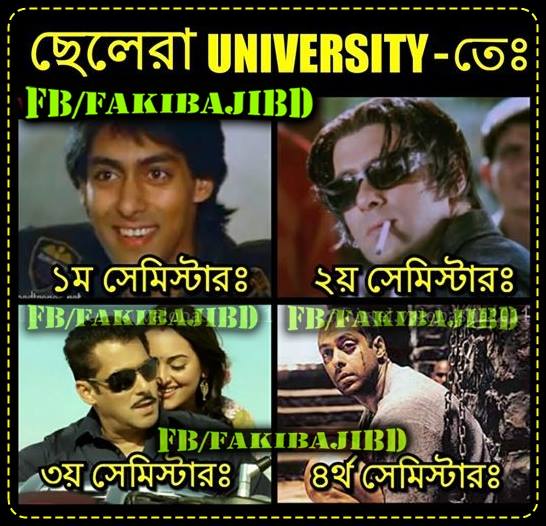 ছেলেরা UNIVERSITY-তেঃ
FB/FAKIBAJIBD
১ম সেমিস্টারঃ
২য় সেমিস্টারঃ
FB/FAKIBAJIBD
FB/FAKIBAJIBD
FB/FAKIBAJIBD
৩য় সেমিস্টারঃ
৪র্থ সেমিস্টারঃ